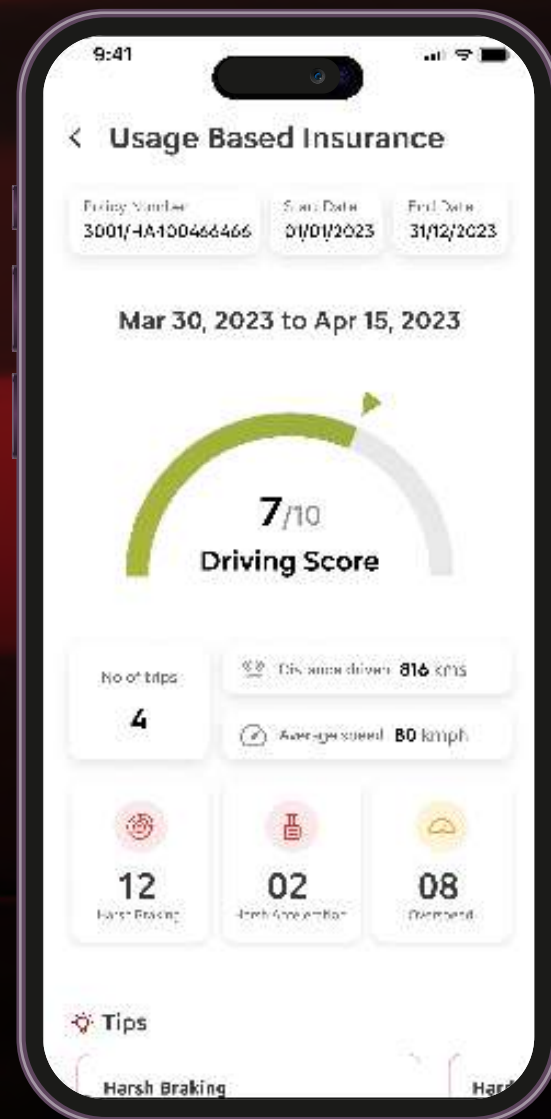 9:41
Usage Based Insurance
Policy Number Start Date End Date
01/01/2023 31/12/2023
Mar 30, 2023 to Apr 15, 2023
7/10
Driving Score
No of trips
4
Distance driven 816 kms
Average speed 80 kmph
12 02 08
Harsh Braking Harsh Acceleration Overspeed
Tips
Harsh Braking